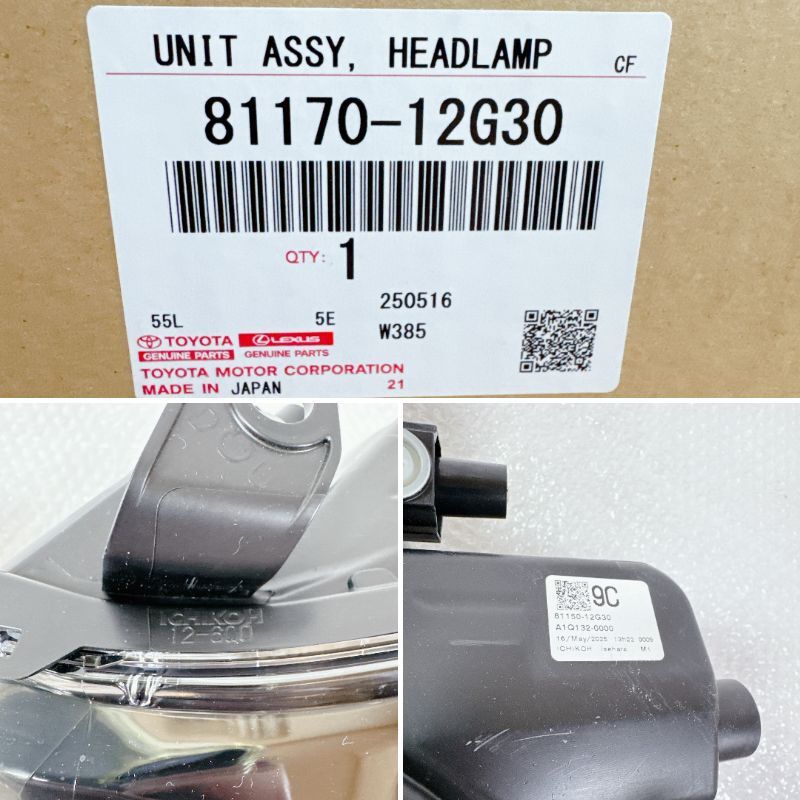 UNIT ASSY, HEADLAMP CF
81170-12G30
QTY: 1
250516
55L 5E W385
TOYOTA LEXUS
GENUINE PARTS GENUINE PARTS
TOYOTA MOTOR CORPORATION
MADE IN JAPAN 21
ICHIKOH
12-600
9C
81150-12G30
A1Q132-0000
16/May/2025 13h22 0009
ICHIKOH Isehara M1